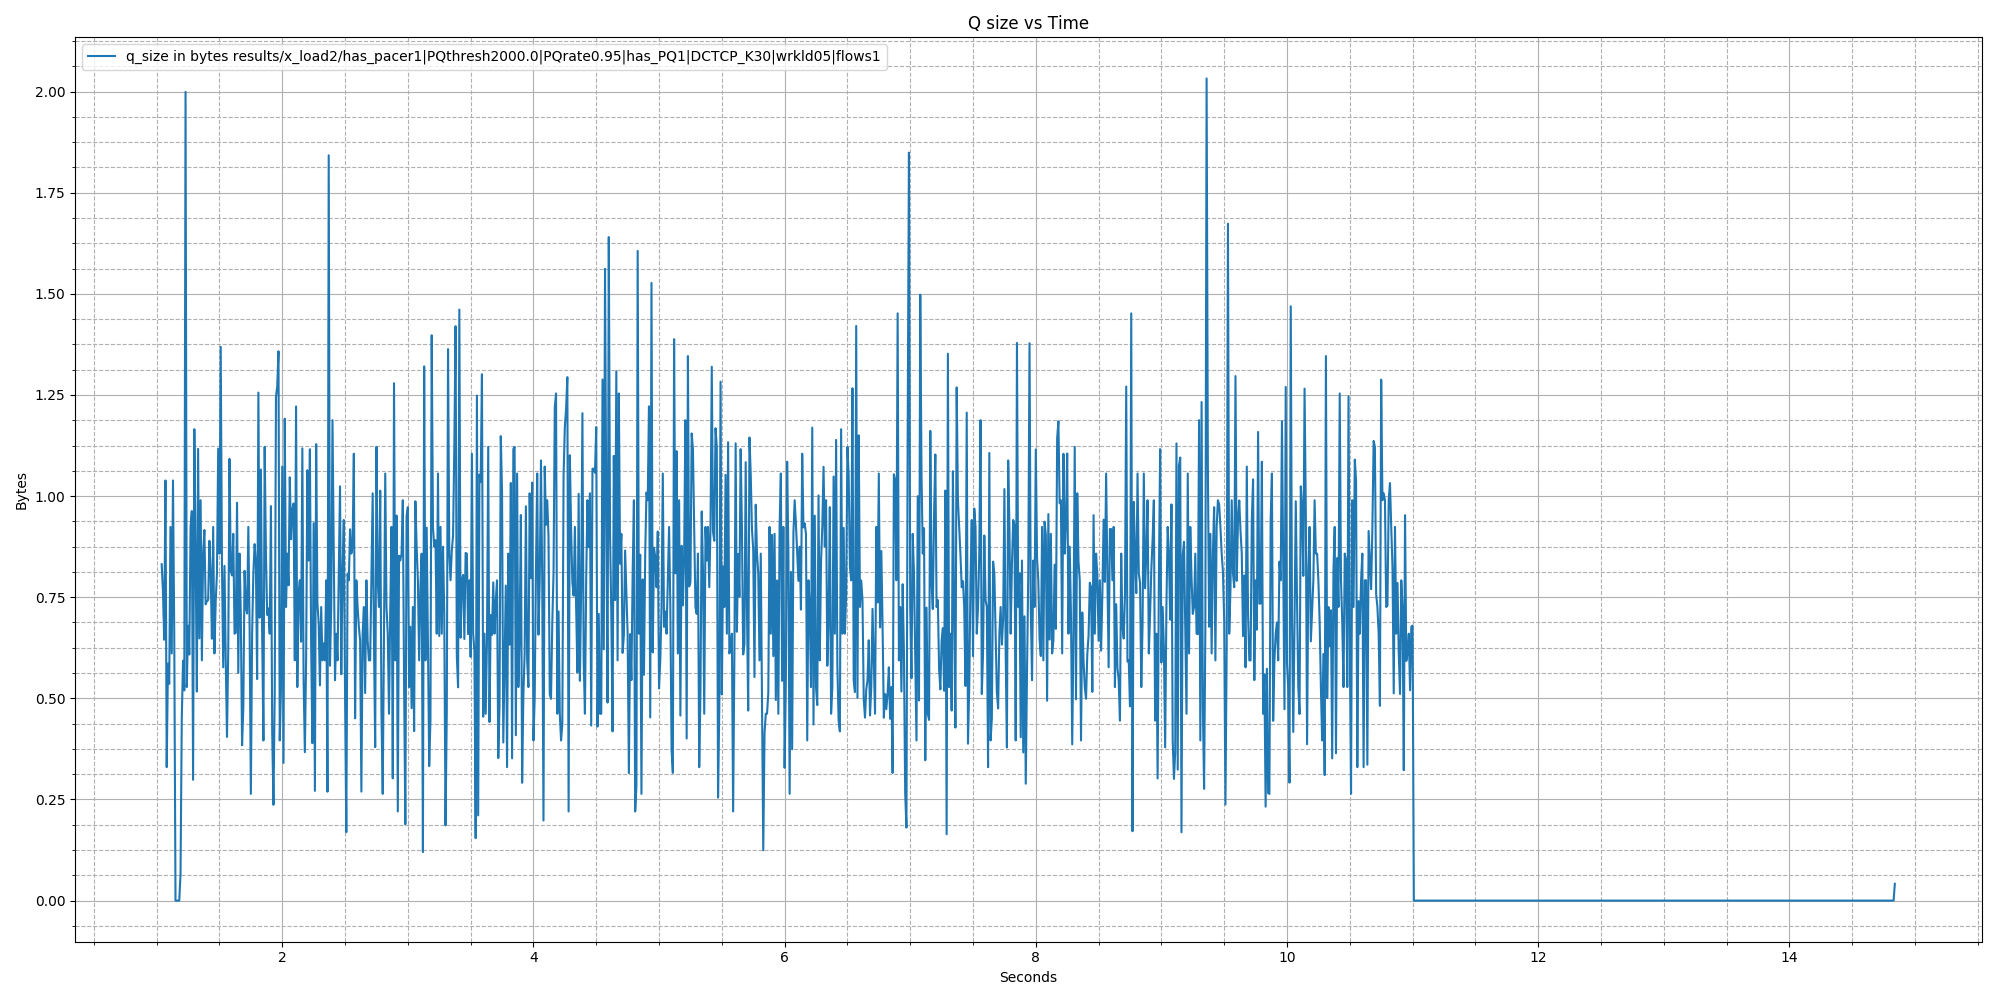 Q size vs Time
q_size in bytes results/x_load2/has_pacer1|PQthresh2000.0|PQrate0.95|has_PQ1|DCTCP_K30|wrkld05|flows1
2.00
1.75
1.50
1.25
1.00
0.75
0.50
0.25
0.00
Bytes
2 4 6 8 10 12 14
Seconds